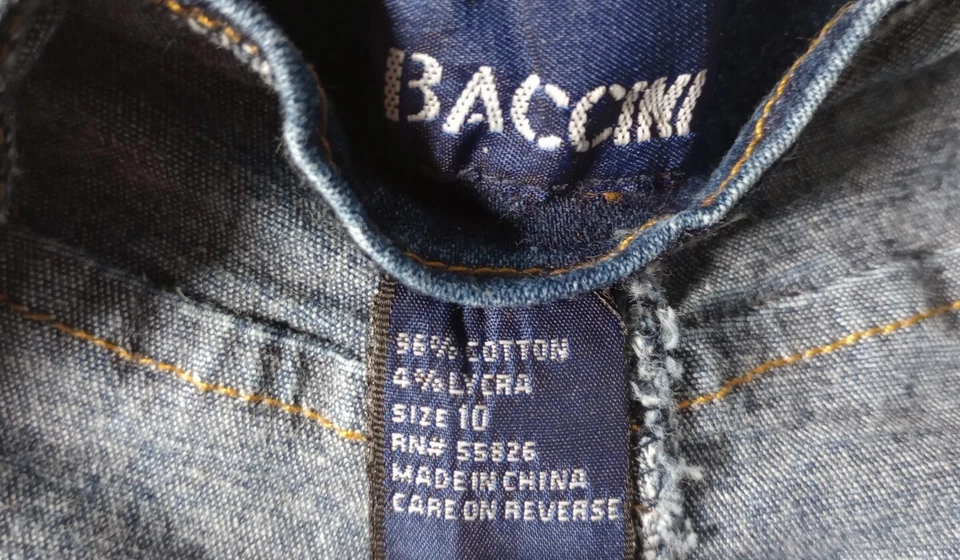 BACCINI
96% COTTON
4% LYCRA
SIZE 10
RN# 55826
MADE IN CHINA
CARE ON REVERSE